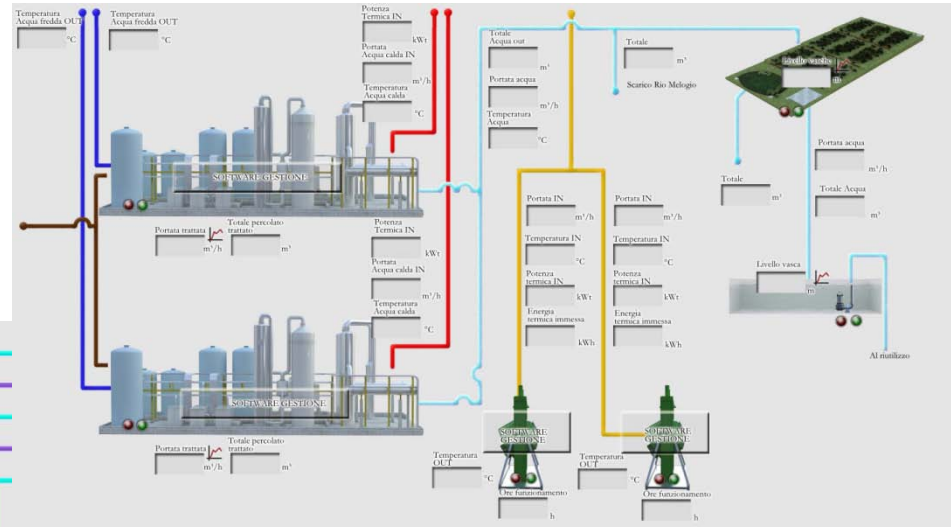 Temperatura
Acqua fredda OUT
°C
Temperatura
Acqua fredda OUT
°C
Potenza
Termica IN
kWt
Portata
Acqua calda IN
m³/h
Temperatura
Acqua calda
°C
SOFTWARE GESTIONE
Portata trattata
m³/h
Totale percolato
trattato
m³
Potenza
Termica IN
kWt
Portata
Acqua calda IN
m³/h
Temperatura
Acqua calda
°C
SOFTWARE GESTIONE
Portata trattata
m³/h
Totale percolato
trattato
m³
Totale
Acqua out
m³
Portata acqua
m³/h
Temperatura
Acqua
°C
Totale
m³
Scarico Rio Melogio
Livello vasche
m
Totale
m³
Portata acqua
m³/h
Totale Acqua
m³
Livello vasca
m
Al riutilizzo
Portata IN
m³/h
Temperatura IN
°C
Potenza
termica IN
kWt
Energia
termica immessa
kWh
Portata IN
m³/h
Temperatura IN
°C
Potenza
termica IN
kWt
Energia
termica immessa
kWh
SOFTWARE
GESTIONE
Temperatura
OUT
°C
Ore funzionamento
h
SOFTWARE
GESTIONE
Temperatura
OUT
°C
Ore funzionamento
h